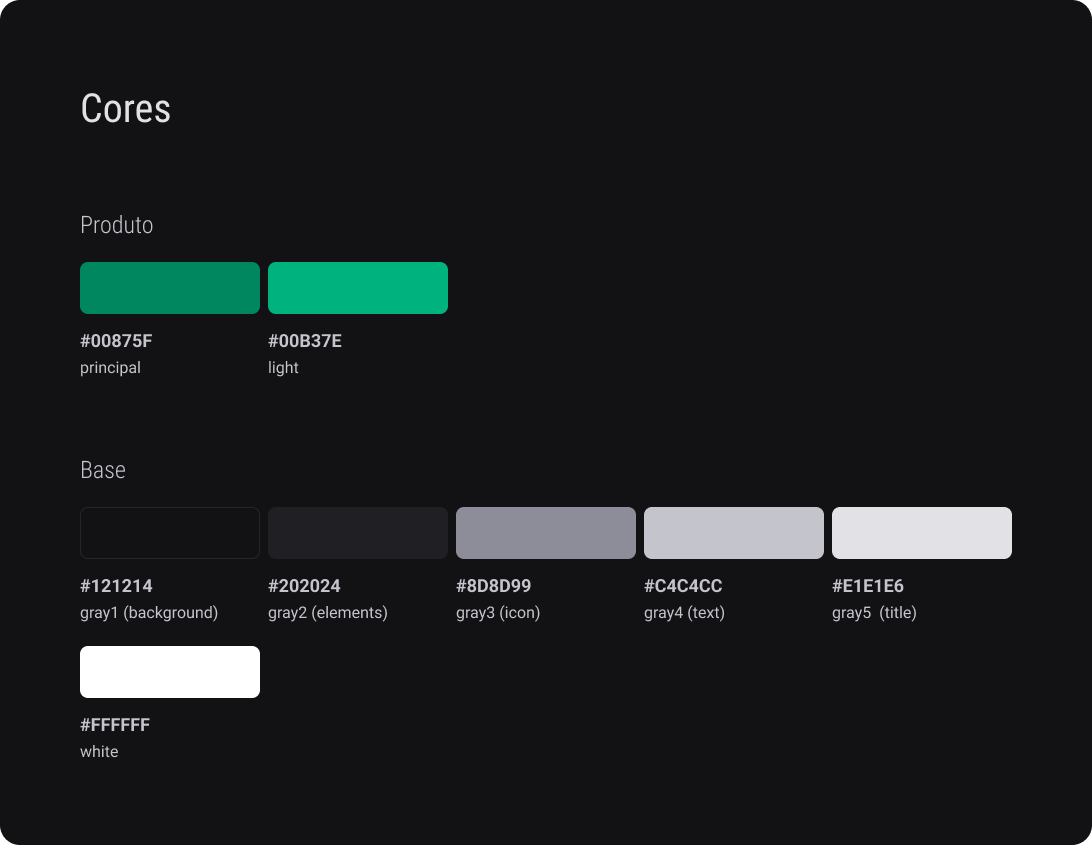 Cores
Produto
#00875F
principal
#00B37E
light
Base
#121214
gray1 (background)
#202024
gray2 (elements)
#8D8D99
gray3 (icon)
#C4C4CC
gray4 (text)
#E1E1E6
gray5  (title)
#FFFFFF
white